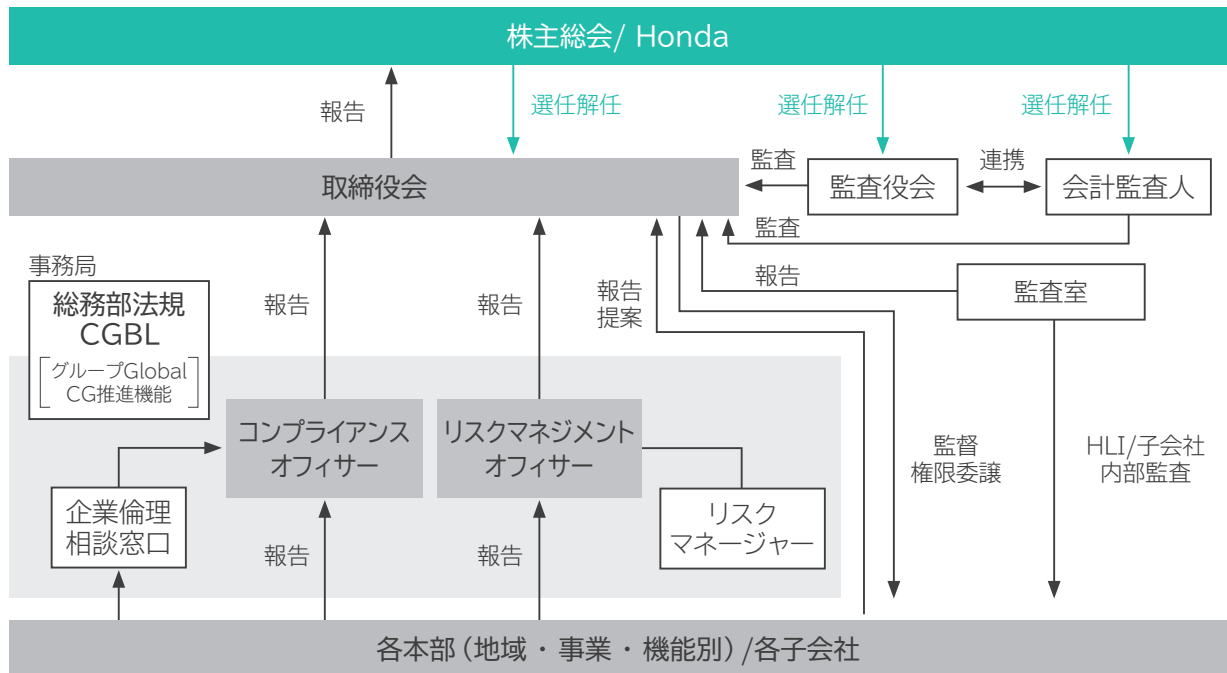 株主総会/ Honda
報告
選任解任
選任解任
選任解任
取締役会
監査
監査役会
連携
会計監査人
監査
事務局
総務部法規
CGBL
グループGlobal
CG推進機能
報告
報告
報告
提案
報告
監査室
コンプライアンス
オフィサー
リスクマネジメント
オフィサー
監督
権限委譲
HLI/子会社
内部監査
企業倫理
相談窓口
リスク
マネージャー
報告
報告
各本部（地域・事業・機能別）/各子会社